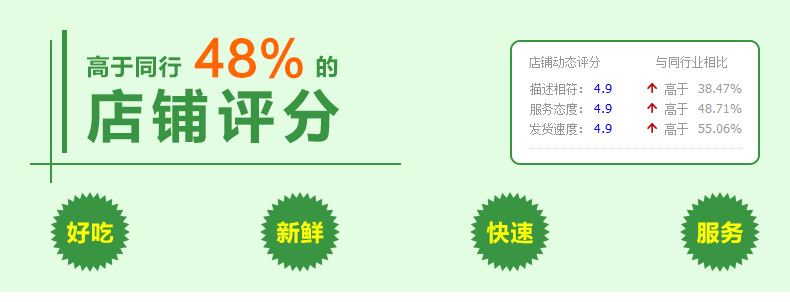 高于同行 48% 的
店铺评分
店铺动态评分 与同行业相比
描述相符： 4.9 高于 38.47%
服务态度： 4.9 高于 48.71%
发货速度： 4.9 高于 55.06%
好吃 新鲜 快速 服务